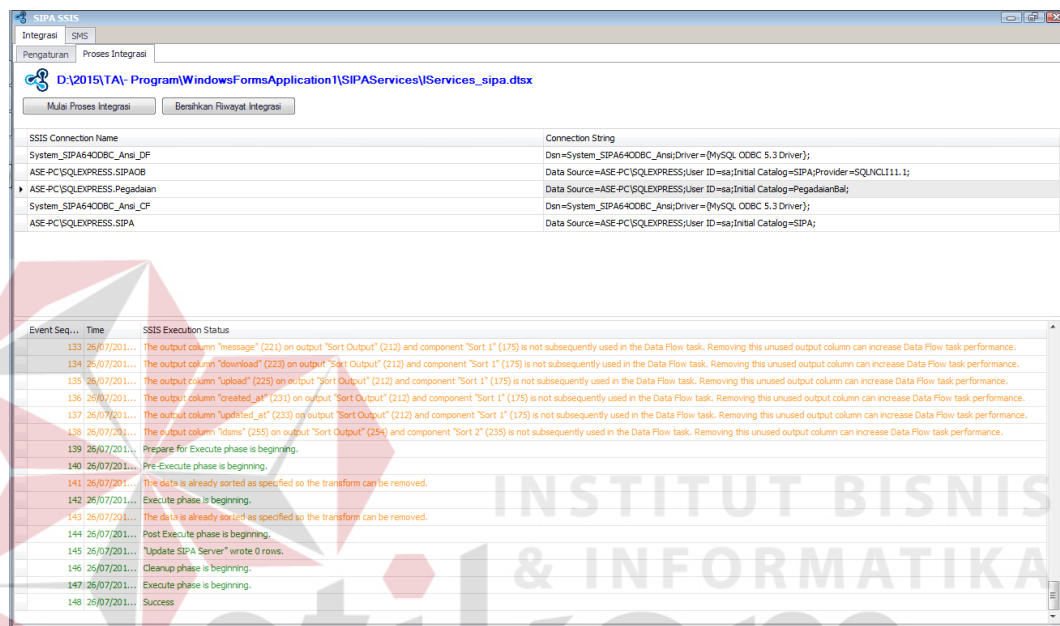 SIPA SSIS
Integrasi SMS
Pengaturan Proses Integrasi
D:\2015\TA\- Program\WindowsFormsApplication1\SIPAServices\IServices_sipa.dtsx
Mulai Proses Integrasi Bersihkan Riwayat Integrasi
SSIS Connection Name Connection String
System_SIPA64ODBC_Ansi_DF Dsn=System_SIPA64ODBC_Ansi;Driver={MySQL ODBC 5.3 Driver};
ASE-PC\SQLEXPRESS.SIPAOB Data Source=ASE-PC\SQLEXPRESS;User ID=sa;Initial Catalog=SIPA;Provider=SQLNCLI11.1;
ASE-PC\SQLEXPRESS.Pegadaian Data Source=ASE-PC\SQLEXPRESS;User ID=sa;Initial Catalog=PegadaianBal;
System_SIPA64ODBC_Ansi_CF Dsn=System_SIPA64ODBC_Ansi;Driver={MySQL ODBC 5.3 Driver};
ASE-PC\SQLEXPRESS.SIPA Data Source=ASE-PC\SQLEXPRESS;User ID=sa;Initial Catalog=SIPA;
Event Seq... Time SSIS Execution Status
133 26/07/201... The output column "message" (221) on output "Sort Output" (212) and component "Sort 1" (175) is not subsequently used in the Data Flow task. Removing this unused output column can increase Data Flow task performance.
134 26/07/201... The output column "download" (223) on output "Sort Output" (212) and component "Sort 1" (175) is not subsequently used in the Data Flow task. Removing this unused output column can increase Data Flow task performance.
135 26/07/201... The output column "upload" (225) on output "Sort Output" (212) and component "Sort 1" (175) is not subsequently used in the Data Flow task. Removing this unused output column can increase Data Flow task performance.
136 26/07/201... The output column "created_at" (231) on output "Sort Output" (212) and component "Sort 1" (175) is not subsequently used in the Data Flow task. Removing this unused output column can increase Data Flow task performance.
137 26/07/201... The output column "updated_at" (233) on output "Sort Output" (212) and component "Sort 1" (175) is not subsequently used in the Data Flow task. Removing this unused output column can increase Data Flow task performance.
138 26/07/201... The output column "idsms" (255) on output "Sort Output" (254) and component "Sort 2" (235) is not subsequently used in the Data Flow task. Removing this unused output column can increase Data Flow task performance.
139 26/07/201... Prepare for Execute phase is beginning.
140 26/07/201... Pre-Execute phase is beginning.
141 26/07/201... The data is already sorted as specified so the transform can be removed.
142 26/07/201... Execute phase is beginning.
143 26/07/201... The data is already sorted as specified so the transform can be removed.
144 26/07/201... Post Execute phase is beginning.
145 26/07/201... "Update SIPA Server" wrote 0 rows.
146 26/07/201... Cleanup phase is beginning.
147 26/07/201... Execute phase is beginning.
148 26/07/201... Success
INSTITUT BISNIS
& INFORMATIKA